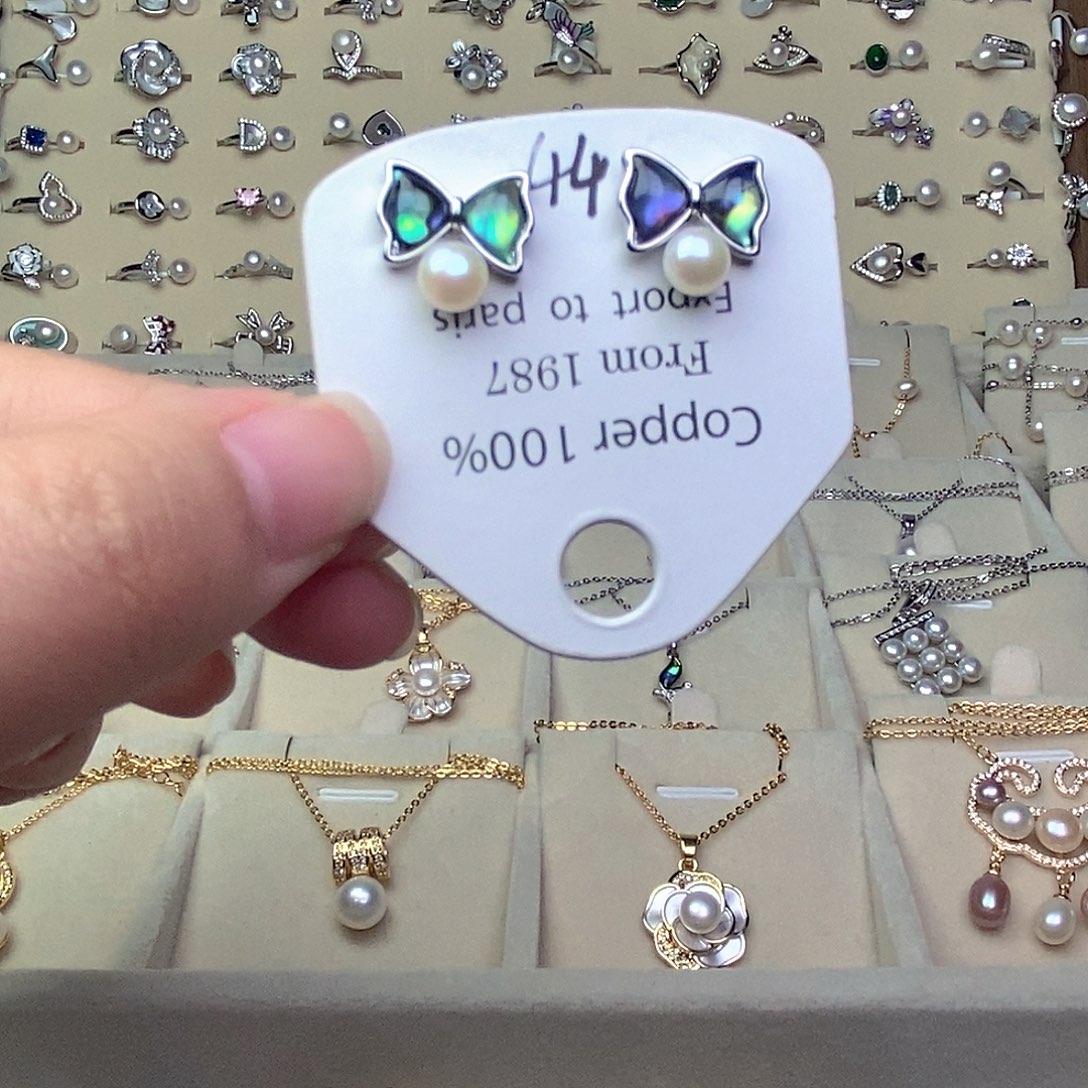 Copper 100%
From 1987
Export to paris
44